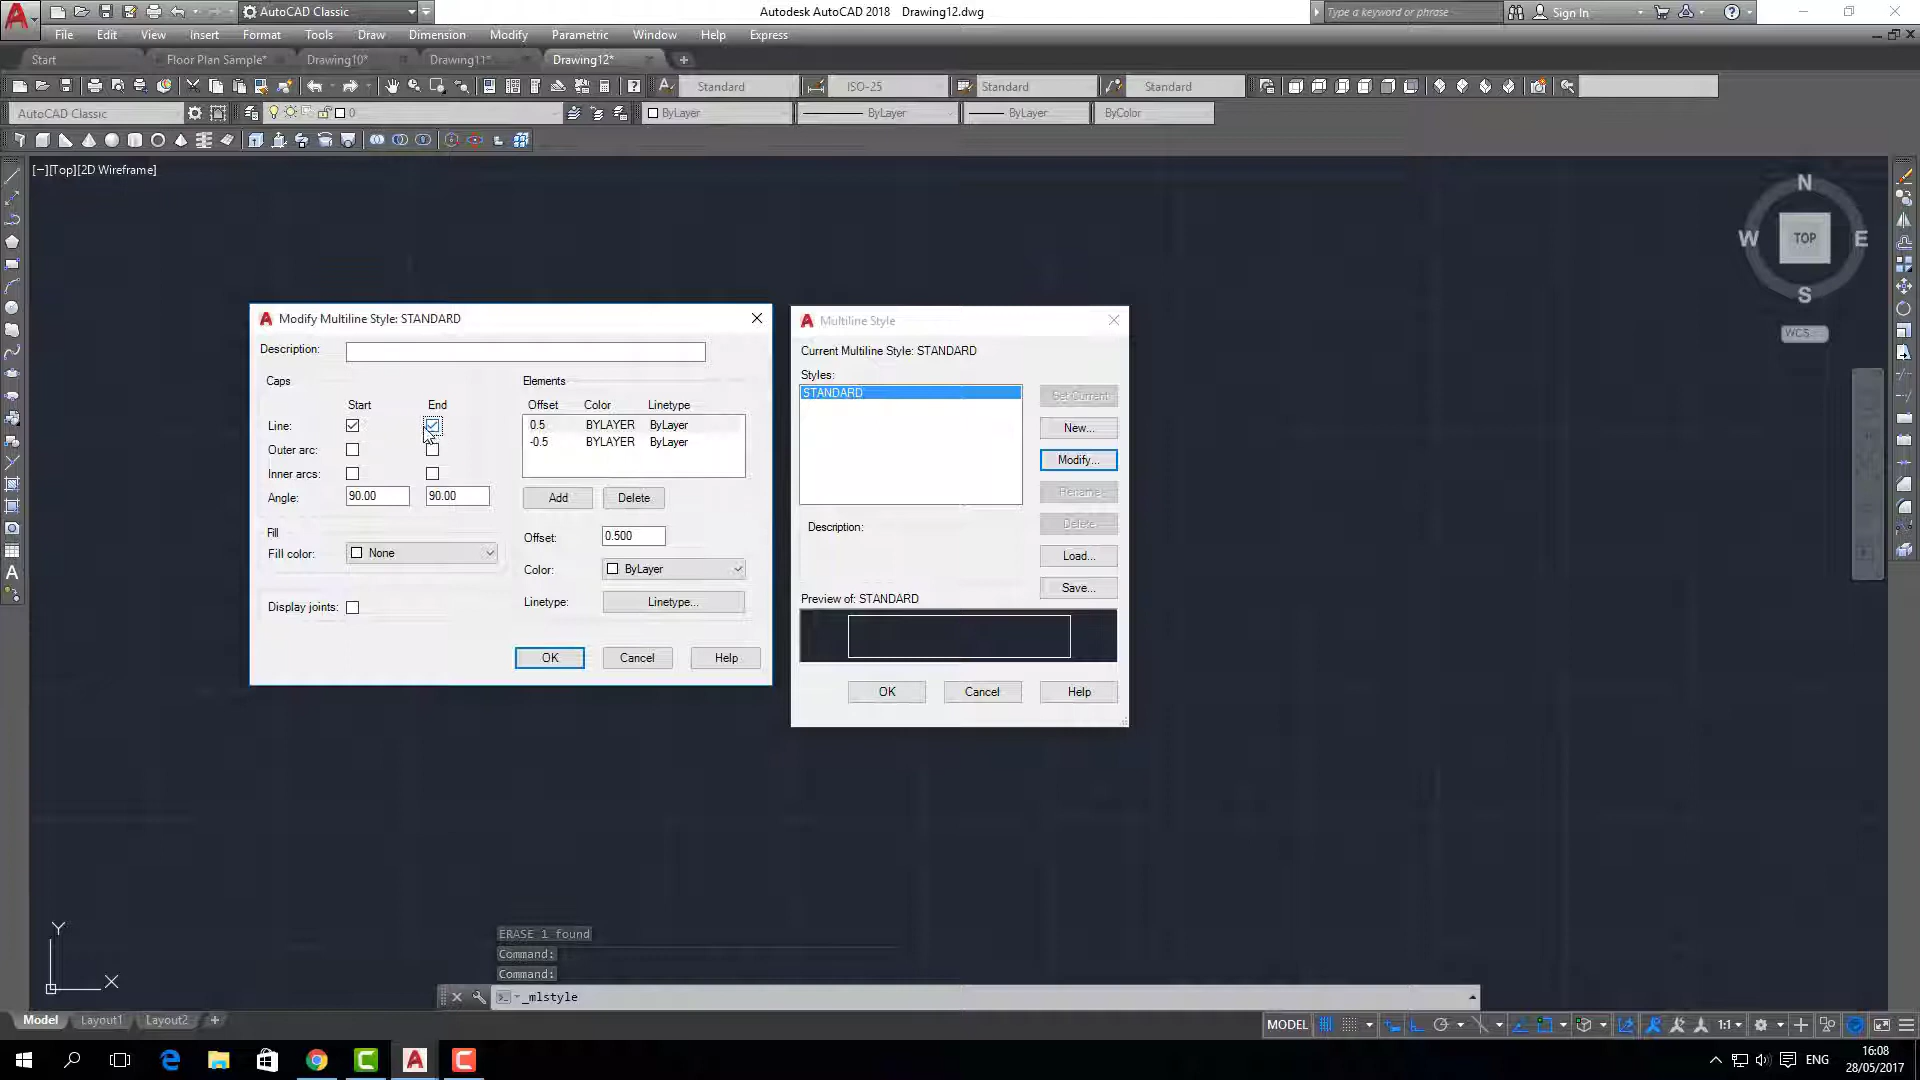 AutoCAD Classic
Autodesk AutoCAD 2018 Drawing12.dwg
Type a keyword or phrase
Sign In
File Edit View Insert Format Tools Draw Dimension Modify Parametric Window Help Express
Start Floor Plan Sample* Drawing10* Drawing11* Drawing12*
Standard ISO-25 Standard Standard
AutoCAD Classic 0 ByLayer ByLayer ByLayer ByColor
[−][Top][2D Wireframe]
N
W TOP E
S
WCS
Modify Multiline Style: STANDARD
Description:
Caps
Start End
Line:
Outer arc:
Inner arcs:
Angle: 90.00 90.00
Fill
Fill color: None
Display joints:
Elements
Offset Color Linetype
0.5 BYLAYER ByLayer
-0.5 BYLAYER ByLayer
Add Delete
Offset: 0.500
Color: ByLayer
Linetype: Linetype...
OK Cancel Help
Multiline Style
Current Multiline Style: STANDARD
Styles:
STANDARD
Set Current
New...
Modify...
Rename
Delete
Load...
Save...
Description:
Preview of: STANDARD
OK Cancel Help
Y
X
ERASE 1 found
Command:
Command:
_mlstyle
Model Layout1 Layout2
MODEL 1:1
ENG
16:08
28/05/2017